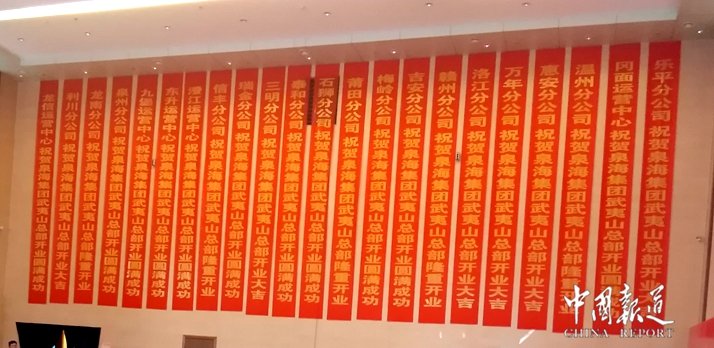 龙馆运营中心 祝贺泉海集团武夷山总部开业圆满成功
利川分公司 祝贺泉海集团武夷山总部开业大吉
龙南分公司 祝贺泉海集团武夷山总部隆重开业
泉州分公司 祝贺泉海集团武夷山总部开业圆满成功
九堡运营中心 祝贺泉海集团武夷山总部开业大吉
东升运营中心 祝贺泉海集团武夷山总部开业圆满成功
澄江运营中心 祝贺泉海集团武夷山总部开业圆满成功
信丰分公司 祝贺泉海集团武夷山总部隆重开业
瑞金分公司 祝贺泉海集团武夷山总部开业圆满成功
三明分公司 祝贺泉海集团武夷山总部开业圆满成功
分公司 祝贺泉海集团武夷山总部隆重开业
石狮分公司 祝贺泉海集团武夷山总部开业大吉
莆田分公司 祝贺泉海集团武夷山总部开业圆满成功
梅岭分公司 祝贺泉海集团武夷山总部开业圆满成功
吉安分公司 祝贺泉海集团武夷山总部隆重开业
赣州分公司 祝贺泉海集团武夷山总部隆重开业
洛江分公司 祝贺泉海集团武夷山总部开业大吉
万年分公司 祝贺泉海集团武夷山总部开业大吉
惠安分公司 祝贺泉海集团武夷山总部开业大吉
温州分公司 祝贺泉海集团武夷山总部隆重开业
冈面运营中心 祝贺泉海集团武夷山总部开业圆满成功
乐平分公司 祝贺泉海集团武夷山总部开业大吉
中国报道
CHINA REPORT